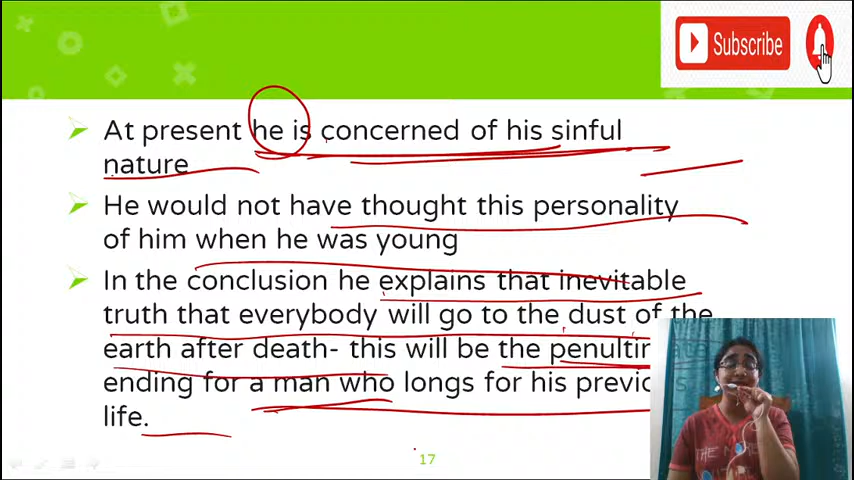 Subscribe
At present he is concerned of his sinful
nature
He would not have thought this personality
of him when he was young
In the conclusion he explains that inevitable
truth that everybody will go to the dust of the
earth after death- this will be the
ending for a man who longs for his
life.
THE
17